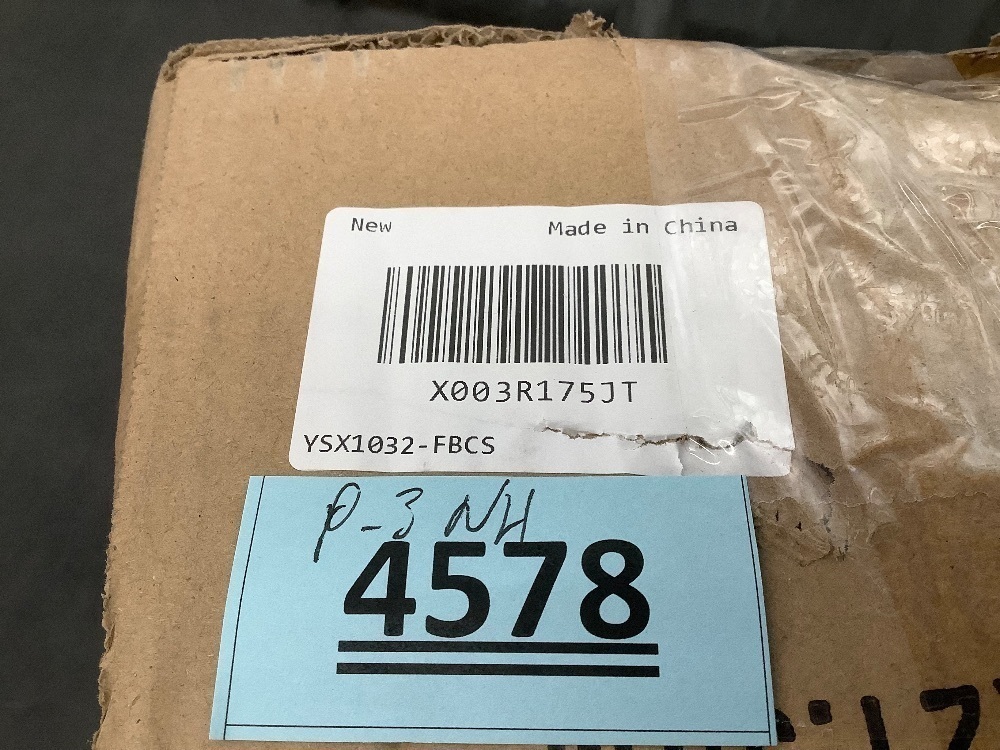 New Made in China
X003R175JT
YSX1032-FBCS
P-3 NH
4578